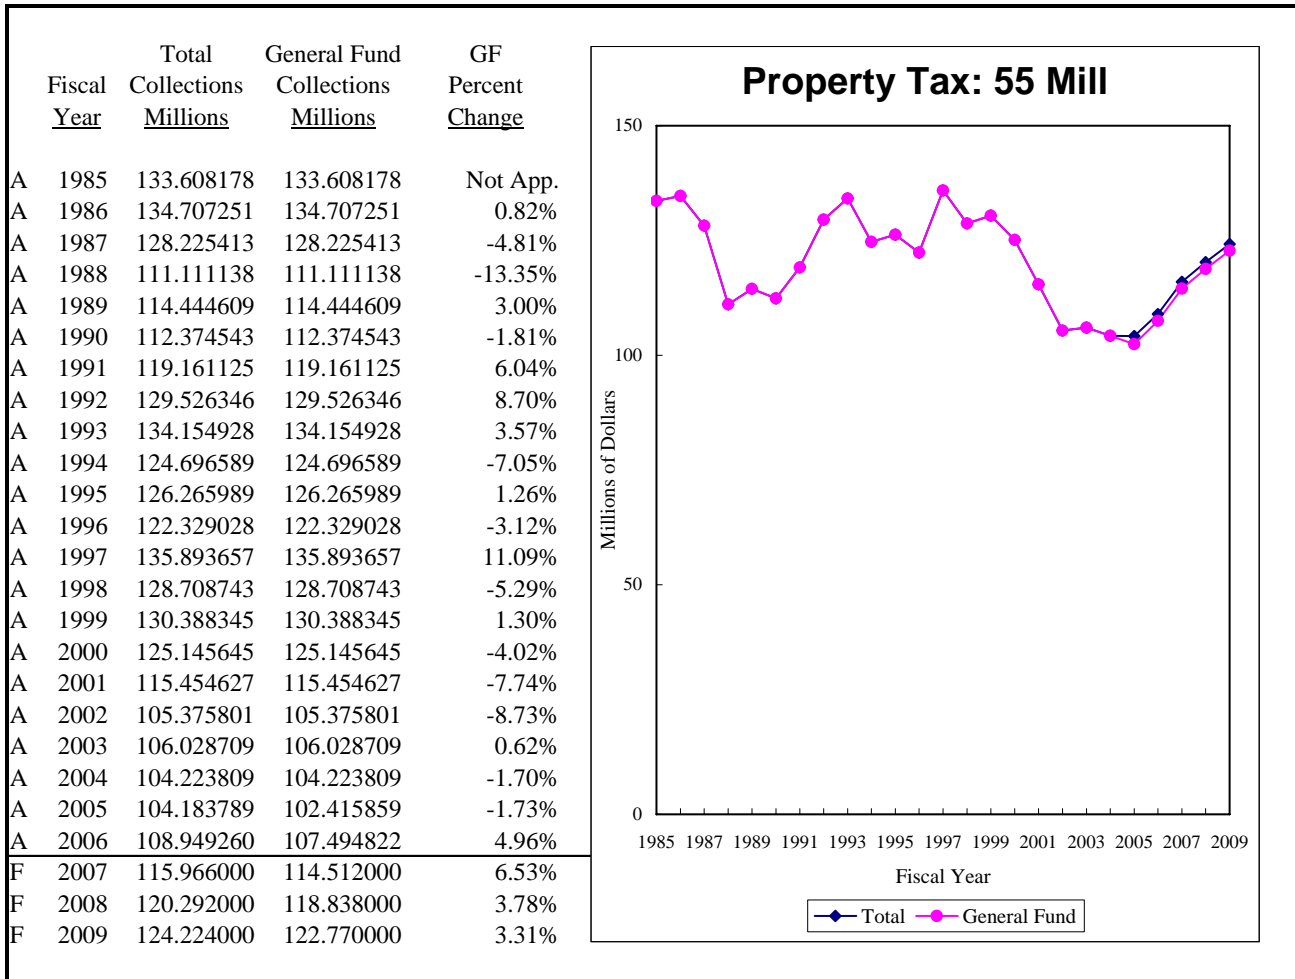 Total General Fund GF
Fiscal Collections Collections Percent
Year Millions Millions Change
A 1985 133.608178 133.608178 Not App.
A 1986 134.707251 134.707251 0.82%
A 1987 128.225413 128.225413 -4.81%
A 1988 111.111138 111.111138 -13.35%
A 1989 114.444609 114.444609 3.00%
A 1990 112.374543 112.374543 -1.81%
A 1991 119.161125 119.161125 6.04%
A 1992 129.526346 129.526346 8.70%
A 1993 134.154928 134.154928 3.57%
A 1994 124.696589 124.696589 -7.05%
A 1995 126.265989 126.265989 1.26%
A 1996 122.329028 122.329028 -3.12%
A 1997 135.893657 135.893657 11.09%
A 1998 128.708743 128.708743 -5.29%
A 1999 130.388345 130.388345 1.30%
A 2000 125.145645 125.145645 -4.02%
A 2001 115.454627 115.454627 -7.74%
A 2002 105.375801 105.375801 -8.73%
A 2003 106.028709 106.028709 0.62%
A 2004 104.223809 104.223809 -1.70%
A 2005 104.183789 102.415859 -1.73%
A 2006 108.949260 107.494822 4.96%
F 2007 115.966000 114.512000 6.53%
F 2008 120.292000 118.838000 3.78%
F 2009 124.224000 122.770000 3.31%
Property Tax: 55 Mill
150
100
50
0
Millions of Dollars
1985 1987 1989 1991 1993 1995 1997 1999 2001 2003 2005 2007 2009
Fiscal Year
Total General Fund